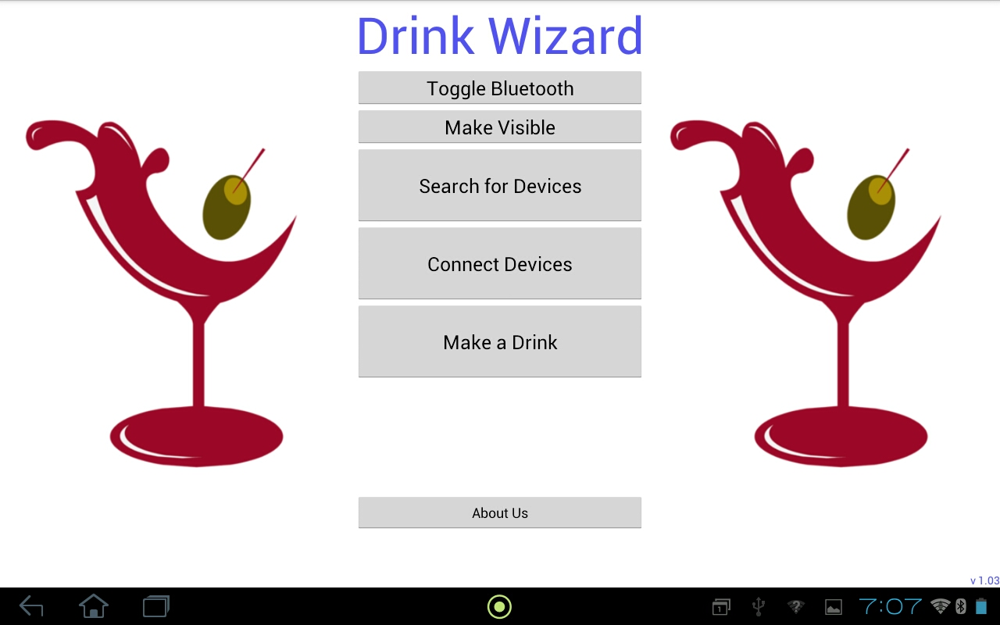 Drink Wizard
Toggle Bluetooth
Make Visible
Search for Devices
Connect Devices
Make a Drink
About Us
v 1.03
1
?
7:07